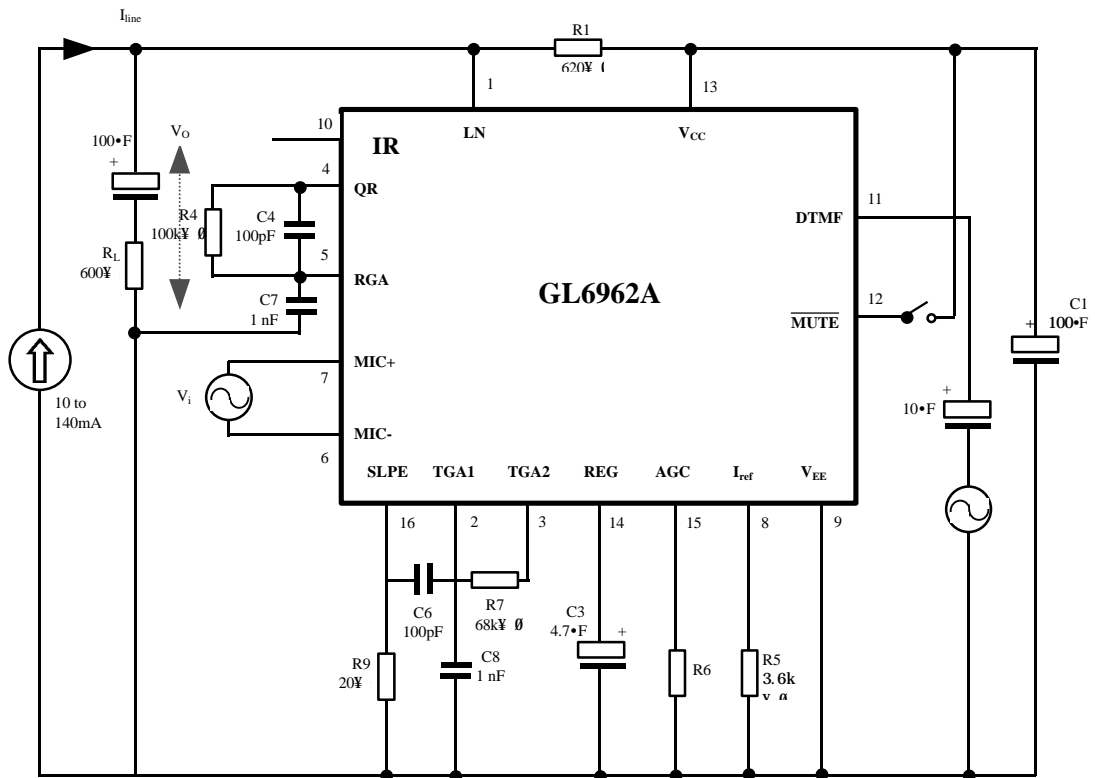 Iline
R1
620¥
1
13
10
LN
VCC
IR
100•F
VO
+
4
QR
11
DTMF
R4
100k¥ Ø
C4
100pF
5
RGA
RL
600¥
GL6962A
C7
1 nF
12
MUTE
C1
+
100•F
MIC+
7
Vi
10 to
140mA
+
10•F
MIC-
6
SLPE
TGA1
TGA2
REG
AGC
Iref
VEE
16
2
3
14
15
8
9
C6
100pF
R7
68k¥ Ø
C3
4.7•F
+
R9
20¥
C8
1 nF
R6
R5
3.6k